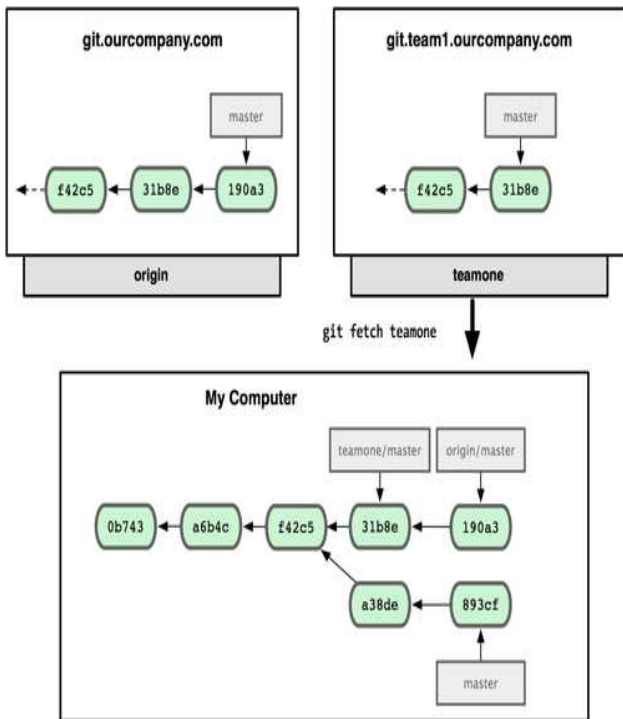 git.ourcompany.com
master
f42c5 31b8e 190a3
origin
git.team1.ourcompany.com
master
f42c5 31b8e
teamone
git fetch teamone
My Computer
teamone/master origin/master
0b743 a6b4c f42c5 31b8e 190a3
a38de 893cf
master